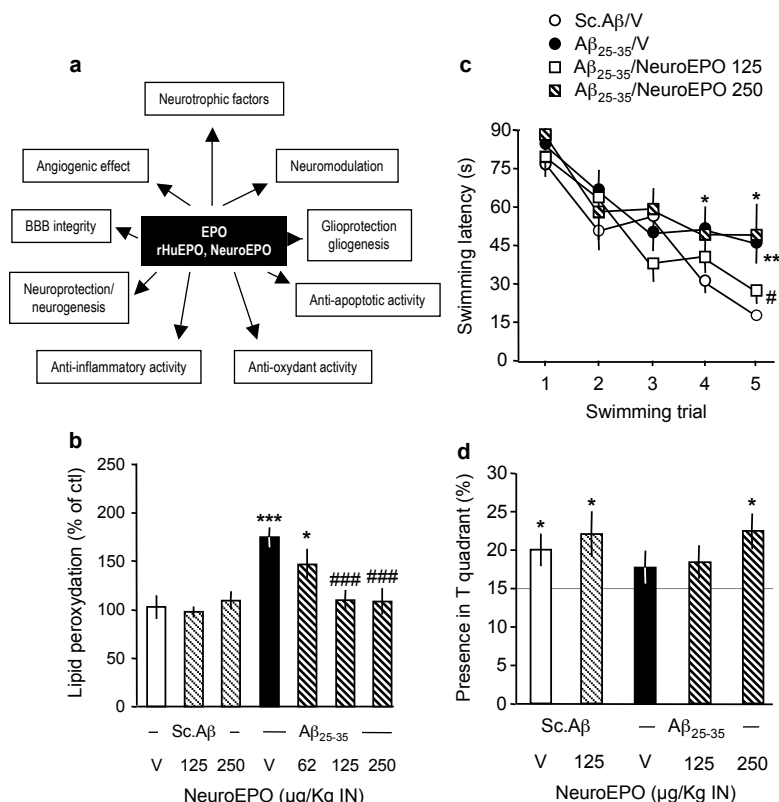 a
Neurotrophic factors
Angiogenic effect
Neuromodulation
BBB integrity
EPO
rHuEPO, NeuroEPO
Glioprotection
gliogenesis
Neuroprotection/
neurogenesis
Anti-apoptotic activity
Anti-inflammatory activity
Anti-oxydant activity
c
Sc.Aβ/V
Aβ25-35/V
Aβ25-35/NeuroEPO 125
Aβ25-35/NeuroEPO 250
Swimming latency (s)
90
75
60
45
30
15
0
* *
**
#
1 2 3 4 5
Swimming trial
b
Lipid peroxydation (% of ctl)
250
200
150
100
50
0
*** * ### ###
– Sc.Aβ – — Aβ25-35 —
V 125 250 V 62 125 250
NeuroEPO (µg/Kg IN)
d
Presence in T quadrant (%)
30
25
20
15
10
5
0
* * *
Sc.Aβ — Aβ25-35 —
V 125 V 125 250
NeuroEPO (µg/Kg IN)